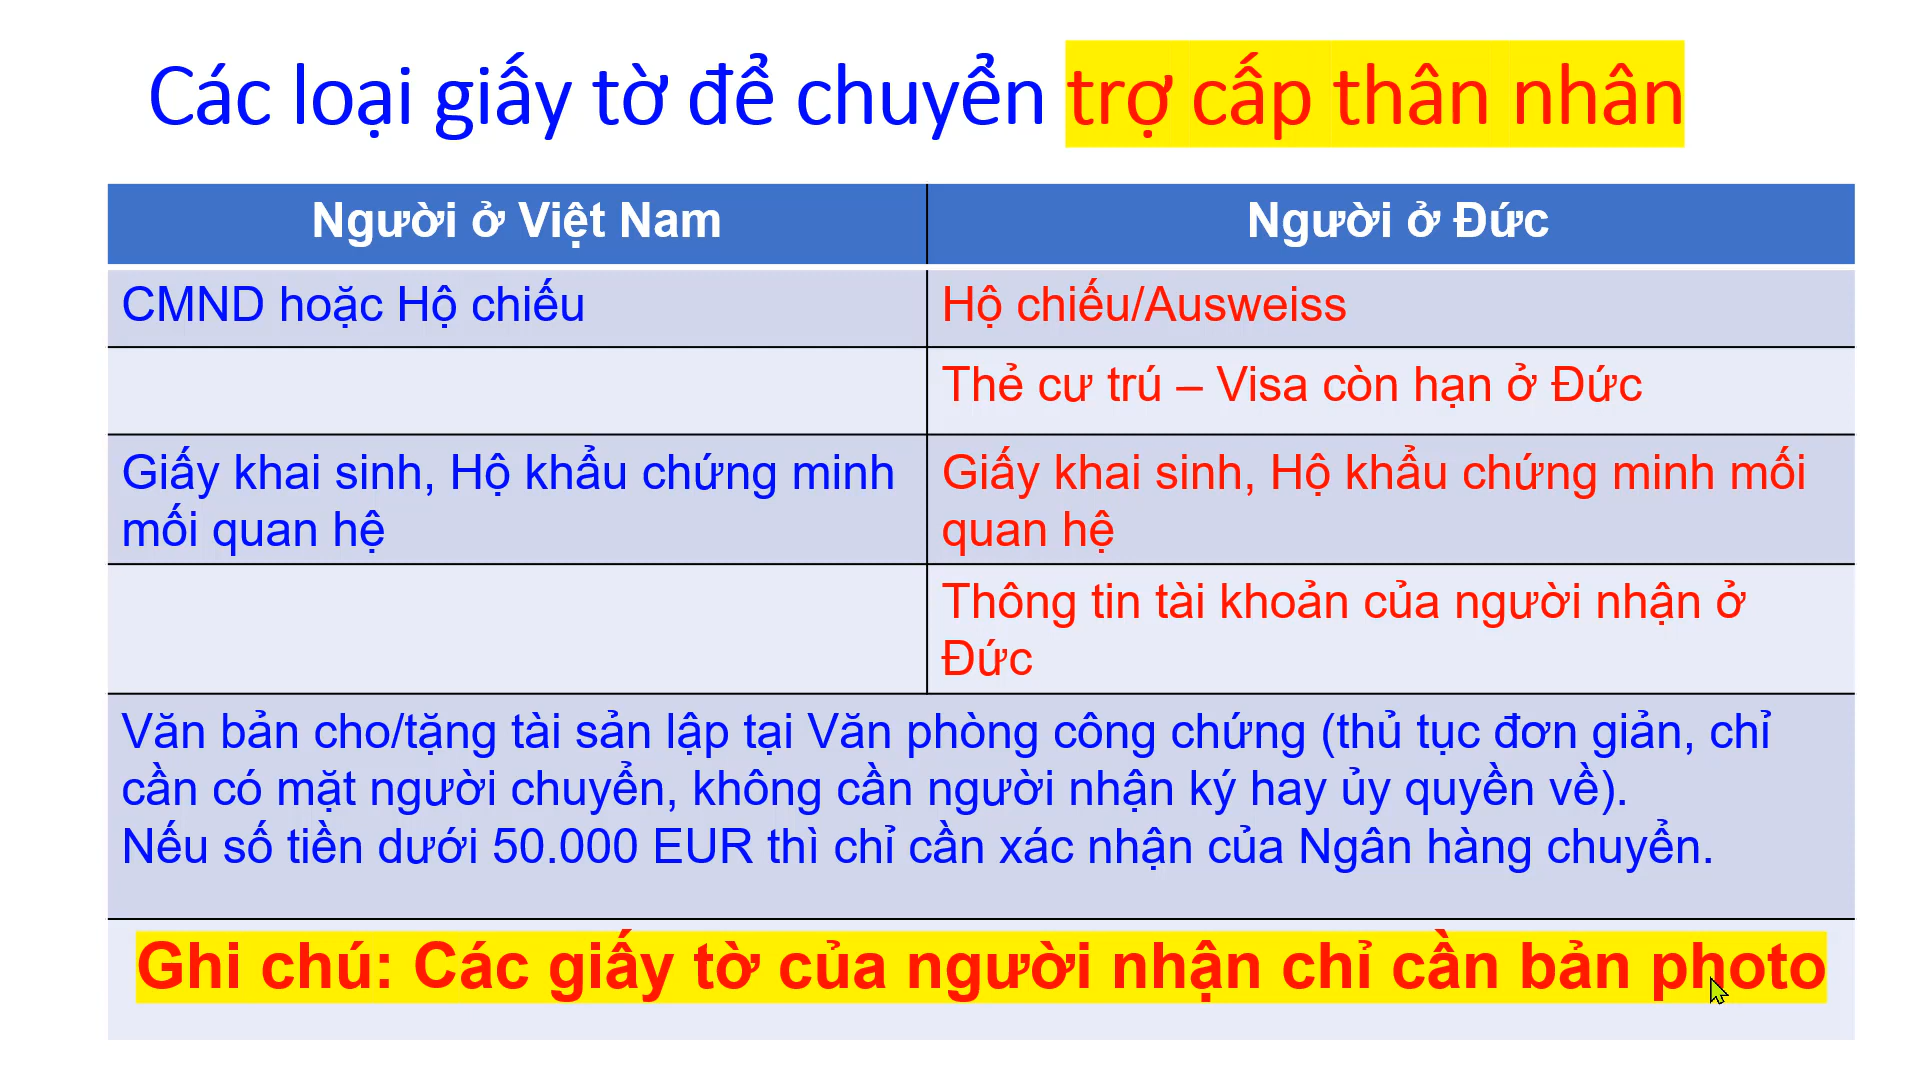 Các loại giấy tờ để chuyển trợ cấp thân nhân
Người ở Việt Nam
Người ở Đức
CMND hoặc Hộ chiếu
Hộ chiếu/Ausweiss
Thẻ cư trú – Visa còn hạn ở Đức
Giấy khai sinh, Hộ khẩu chứng minh
mối quan hệ
Giấy khai sinh, Hộ khẩu chứng minh mối
quan hệ
Thông tin tài khoản của người nhận ở
Đức
Văn bản cho/tặng tài sản lập tại Văn phòng công chứng (thủ tục đơn giản, chỉ
cần có mặt người chuyển, không cần người nhận ký hay ủy quyền về).
Nếu số tiền dưới 50.000 EUR thì chỉ cần xác nhận của Ngân hàng chuyển.
Ghi chú: Các giấy tờ của người nhận chỉ cần bản photo